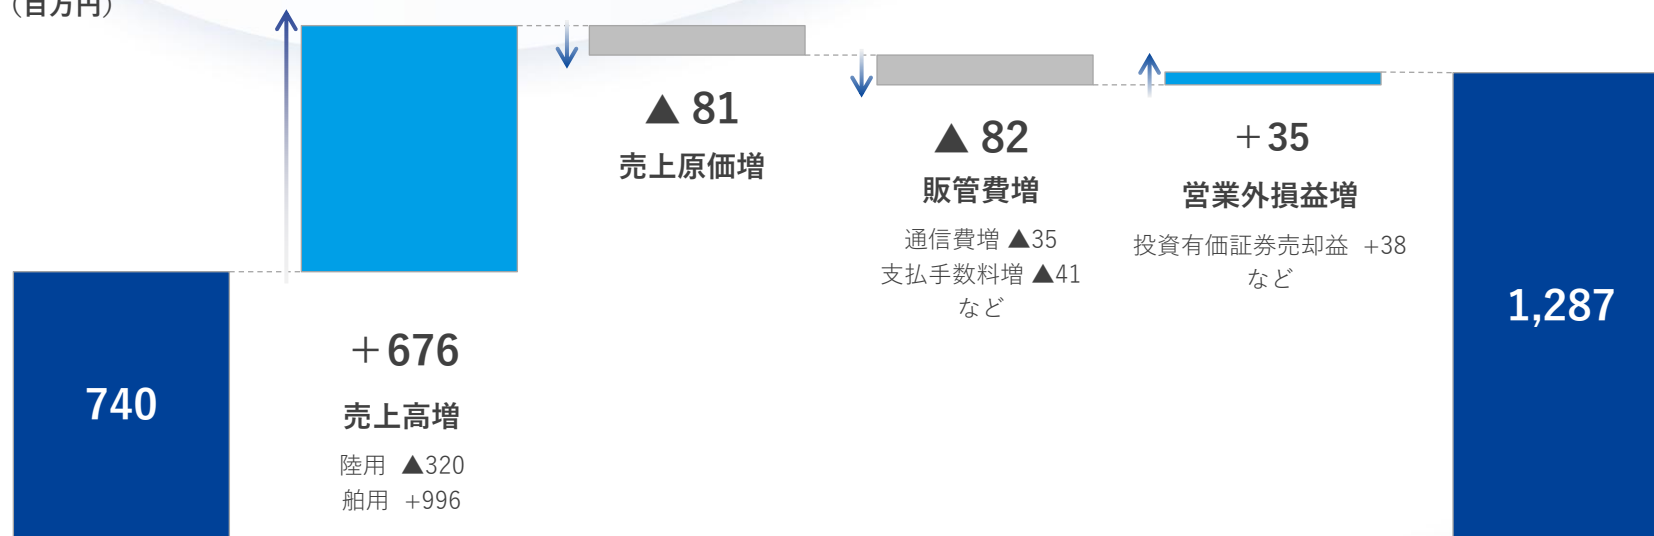 （百万円）
740
＋676
売上高増
陸用 ▲320
舶用 +996
▲ 81
売上原価増
▲ 82
販管費増
通信費増 ▲35
支払手数料増 ▲41
など
＋35
営業外損益増
投資有価証券売却益 +38
など
1,287